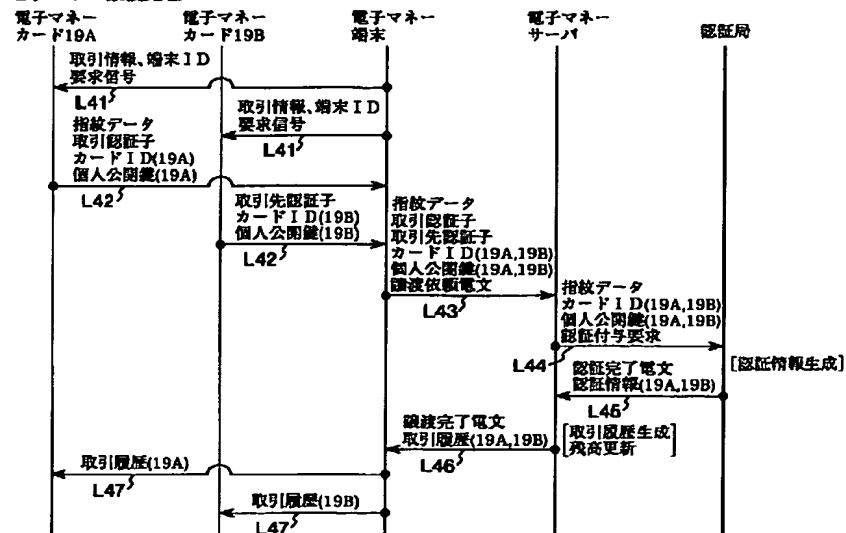 電子マネー
カード19A
電子マネー
カード19B
電子マネー
端末
電子マネー
サーバ
認証局
取引情報、端末ID
要求信号
L41
取引情報、端末ID
要求信号
L41
指紋データ
取引認証子
カードID(19A)
個人公開鍵(19A)
L42
取引先認証子
カードID(19B)
個人公開鍵(19B)
L42
指紋データ
取引認証子
取引先認証子
カードID(19A,19B)
個人公開鍵(19A,19B)
譲渡依頼電文
L43
指紋データ
カードID(19A,19B)
個人公開鍵(19A,19B)
認証付与要求
L44
[認証情報生成]
認証完了電文
認証情報(19A,19B)
L45
譲渡完了電文
取引履歴(19A,19B)
L46
[取引履歴生成
残高更新]
取引履歴(19A)
L47
取引履歴(19B)
L47